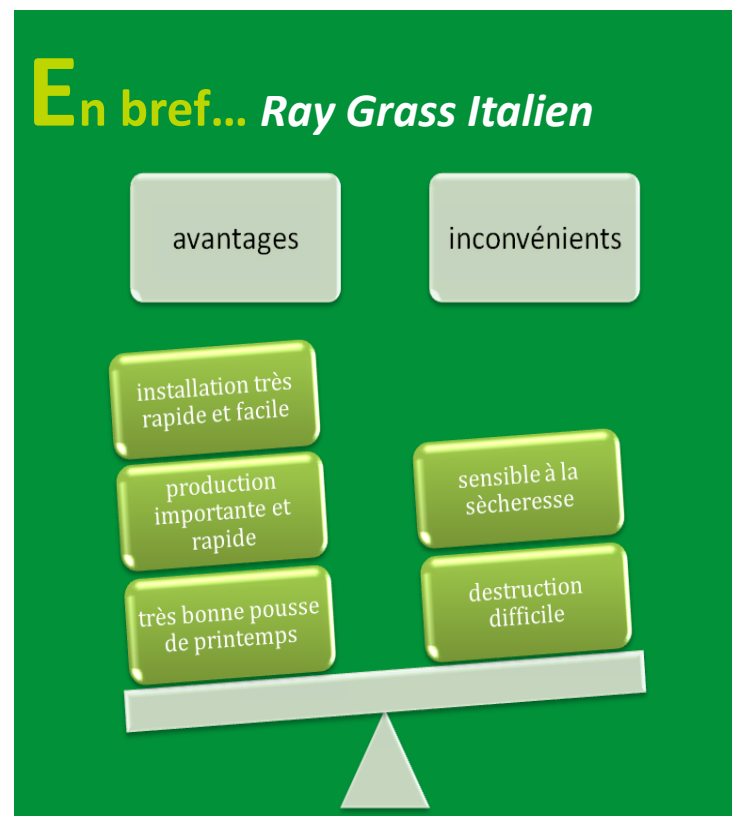 En bref... Ray Grass Italien
avantages
inconvénients
installation très
rapide et facile
production
importante et
rapide
très bonne pousse
de printemps
sensible à la
sècheresse
destruction
difficile